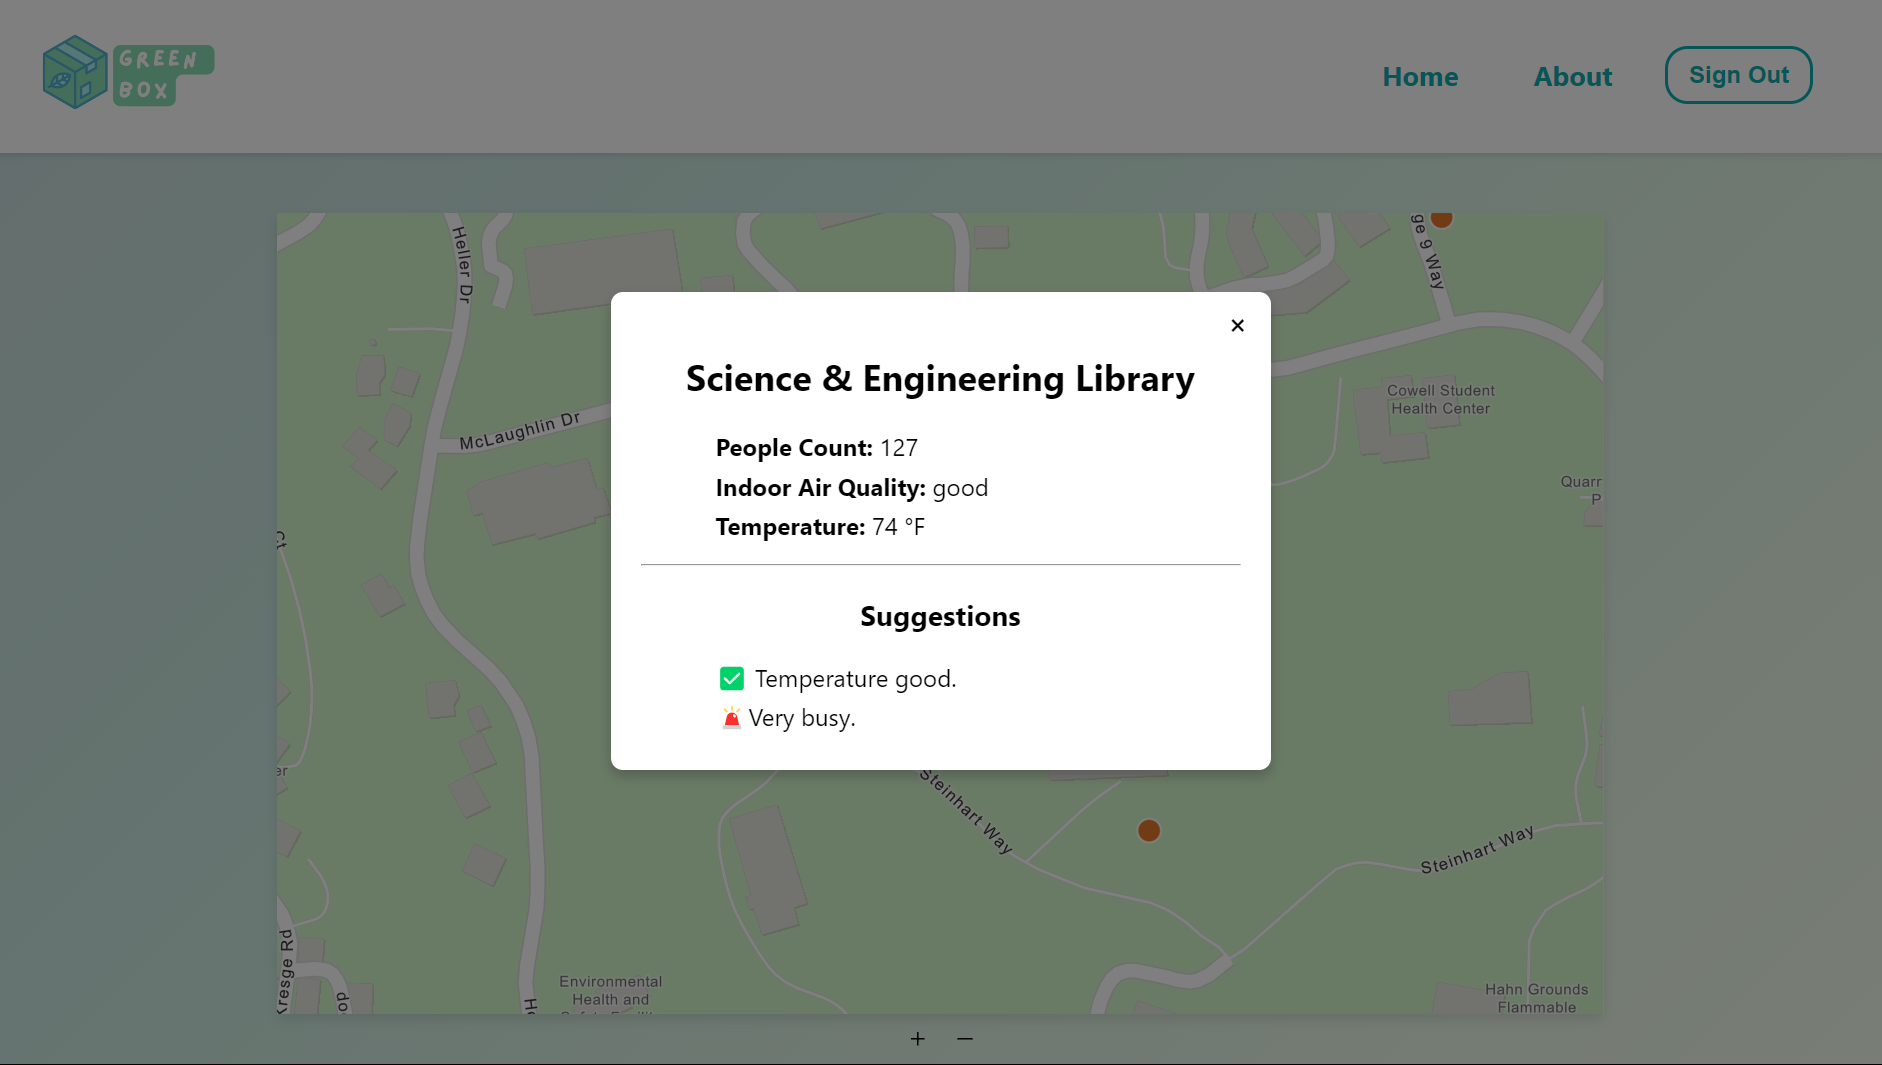 GREEN
BOX
Home
About
Sign Out
Heller Dr
ge 9 Way
McLaughlin Dr
Cowell Student
Health Center
Quarr
P
Ct
er
×
Science & Engineering Library
People Count: 127
Indoor Air Quality: good
Temperature: 74 °F
Suggestions
✅ Temperature good.
🚨 Very busy.
Steinhart Way
Steinhart Way
Kresge Rd
Environmental
Health and
Hahn Grounds
Flammable
+ −